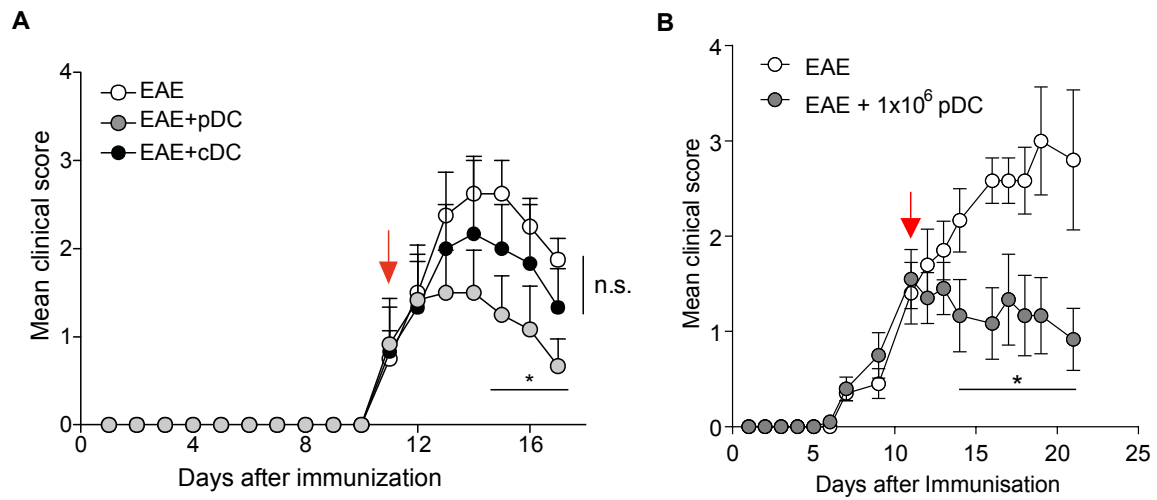 A
Mean clinical score
4
3
2
1
0
EAE
EAE+pDC
EAE+cDC
n.s.
*
0 4 8 12 16
Days after immunization
B
Mean clinical score
4
3
2
1
0
EAE
EAE + 1x10⁶ pDC
*
0 5 10 15 20 25
Days after Immunisation